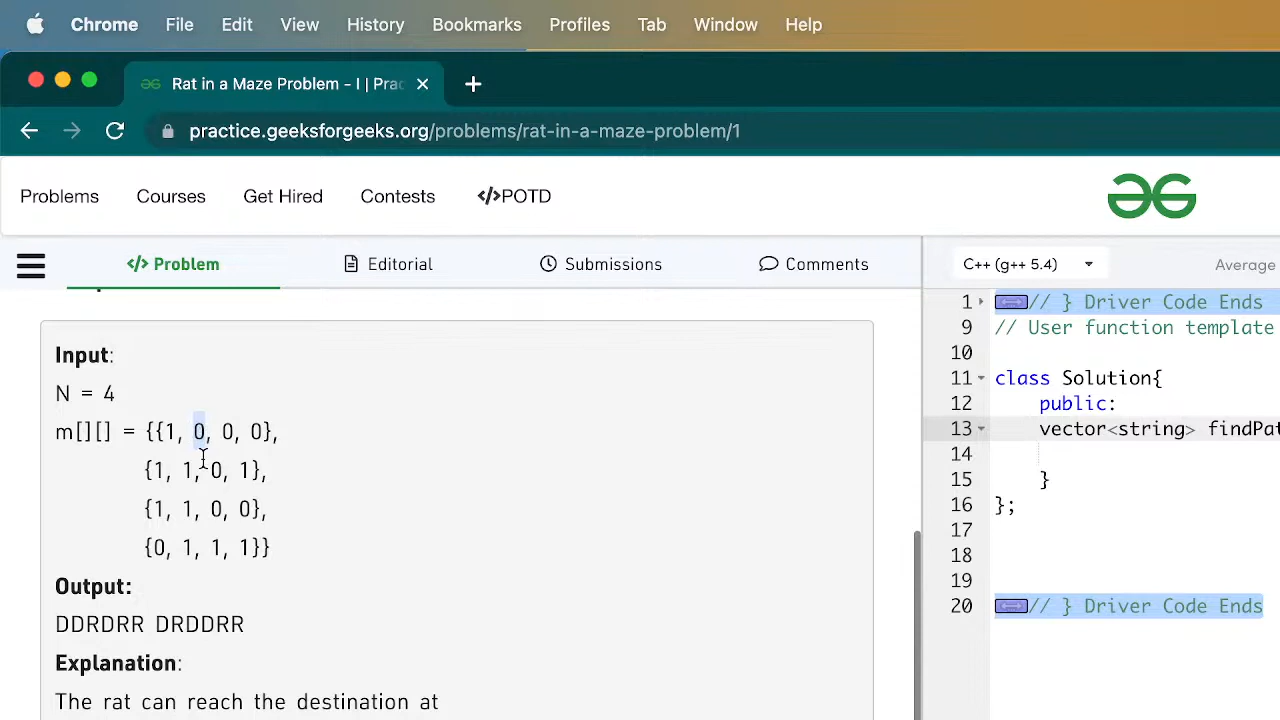 Chrome File Edit View History Bookmarks Profiles Tab Window Help
Rat in a Maze Problem - I | Prac
practice.geeksforgeeks.org/problems/rat-in-a-maze-problem/1
Problems Courses Get Hired Contests </>POTD
</> Problem Editorial Submissions Comments
C++ (g++ 5.4) Average
Input:
N = 4
m[][] = {{1, 0, 0, 0},
{1, 1, 0, 1},
{1, 1, 0, 0},
{0, 1, 1, 1}}
Output:
DDRDRR DRDDRR
Explanation:
The rat can reach the destination at
1 // } Driver Code Ends
9 // User function template
10
11 class Solution{
12 public:
13 vector<string> findPat
14
15 }
16 };
17
18
19
20 // } Driver Code Ends